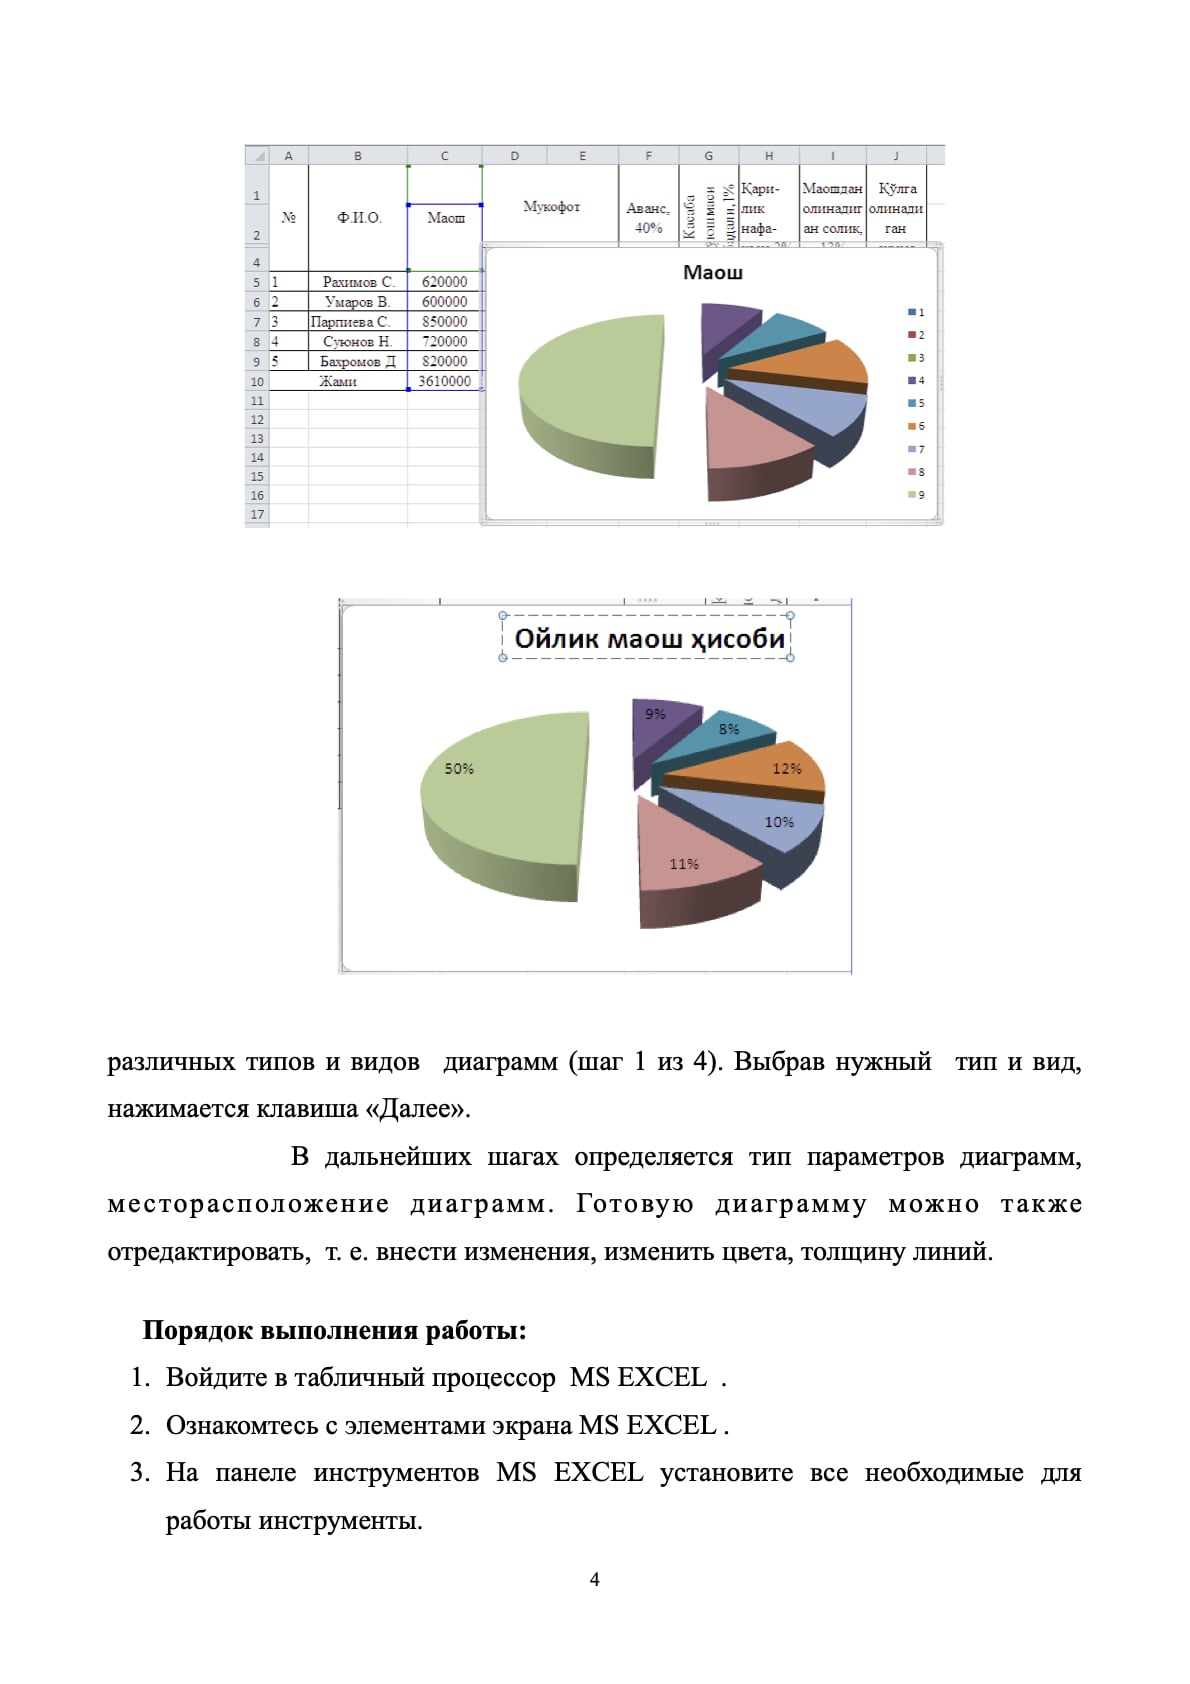 A B C D E F G H I J
1
2
4
5
6
7
8
9
10
11
12
13
14
15
16
17
№
Ф.И.О.
Маош
Мукофот
Аванс,
40%
Касаба
Қари-
лик
нафа-
Маошдан
олинадиг
ан солик,
Қўлга
олинади
ган
1 Рахимов С. 620000
2 Умаров В. 600000
3 Парпиева С. 850000
4 Суюнов Н. 720000
5 Бахромов Д 820000
Жами 3610000
Маош
1
2
3
4
5
6
7
8
9
Ойлик маош ҳисоби
9%
8%
50%
12%
10%
11%
различных типов и видов диаграмм (шаг 1 из 4). Выбрав нужный тип и вид,
нажимается клавиша «Далее».
В дальнейших шагах определяется тип параметров диаграмм,
месторасположение диаграмм. Готовую диаграмму можно также
отредактировать, т. е. внести изменения, изменить цвета, толщину линий.
Порядок выполнения работы:
1. Войдите в табличный процессор MS EXCEL .
2. Ознакомтесь с элементами экрана MS EXCEL .
3. На панеле инструментов MS EXCEL установите все необходимые для
работы инструменты.
4